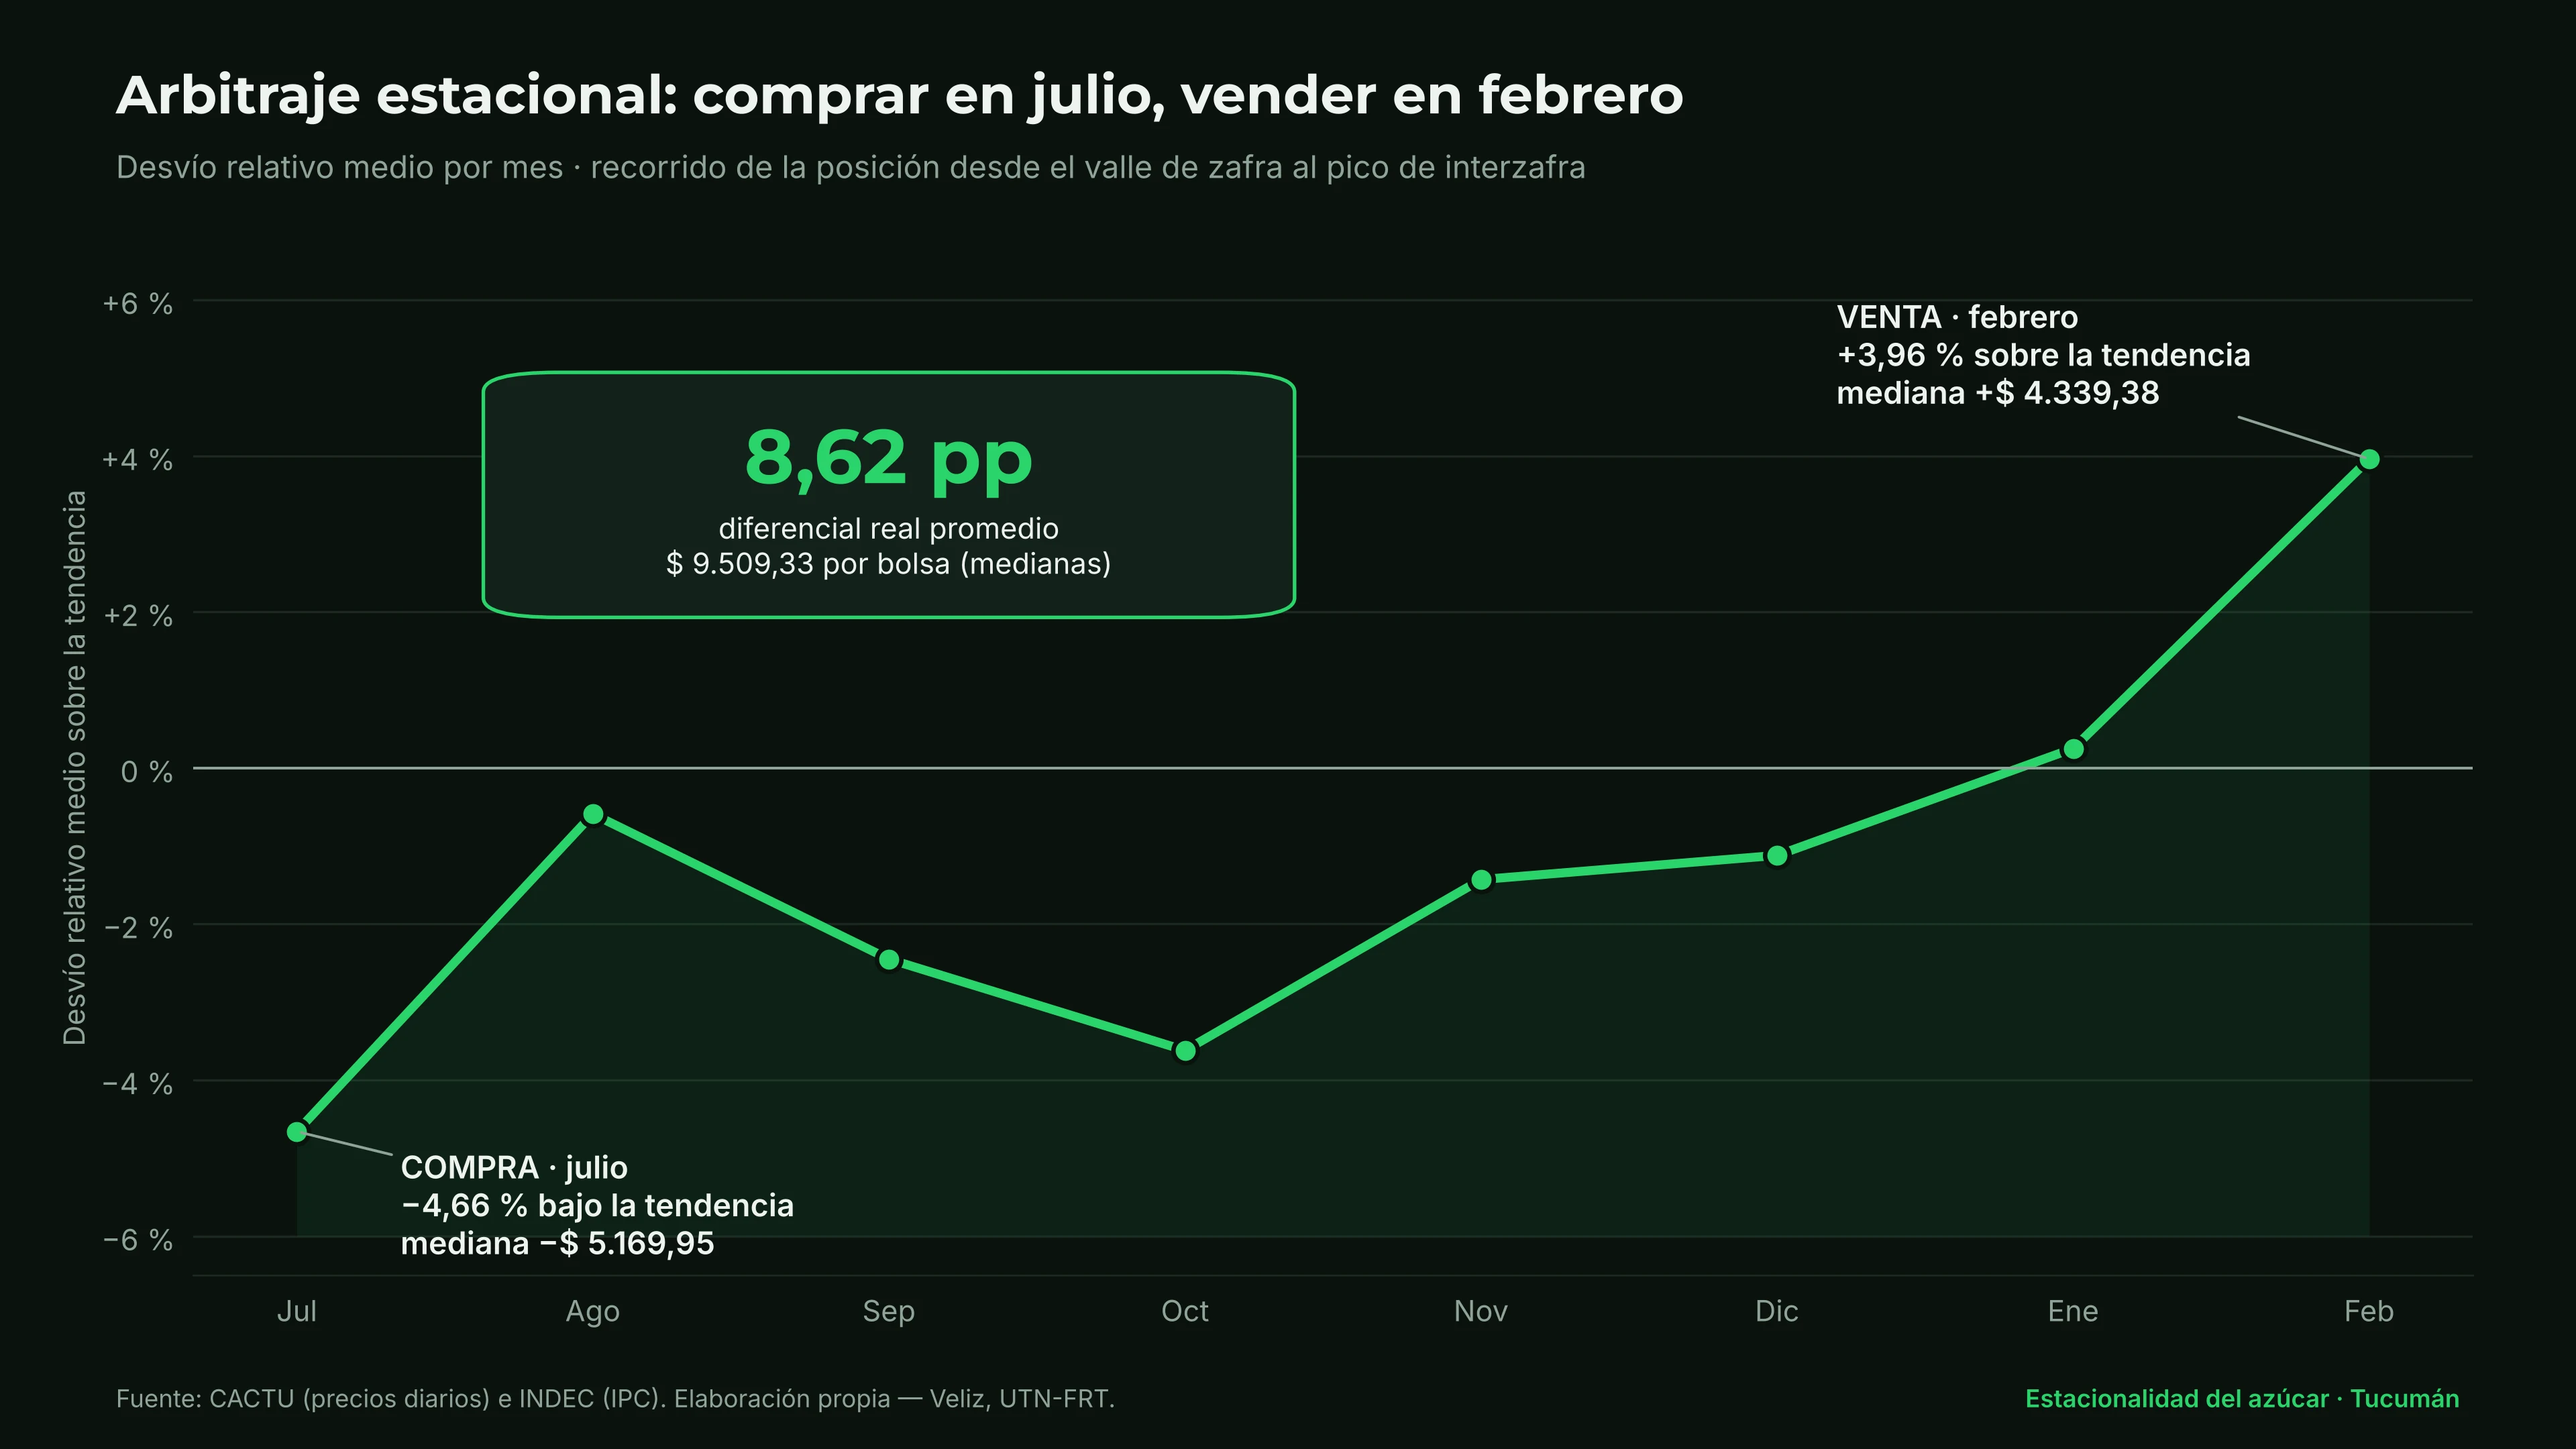 Arbitraje estacional: comprar en julio, vender en febrero
Desvío relativo medio por mes · recorrido de la posición desde el valle de zafra al pico de interzafra
Desvío relativo medio sobre la tendencia
+6 %
+4 %
+2 %
0 %
−2 %
−4 %
−6 %
8,62 pp
diferencial real promedio
$ 9.509,33 por bolsa (medianas)
VENTA · febrero
+3,96 % sobre la tendencia
mediana +$ 4.339,38
COMPRA · julio
−4,66 % bajo la tendencia
mediana −$ 5.169,95
Jul
Ago
Sep
Oct
Nov
Dic
Ene
Feb
Fuente: CACTU (precios diarios) e INDEC (IPC). Elaboración propia — Veliz, UTN-FRT.
Estacionalidad del azúcar · Tucumán